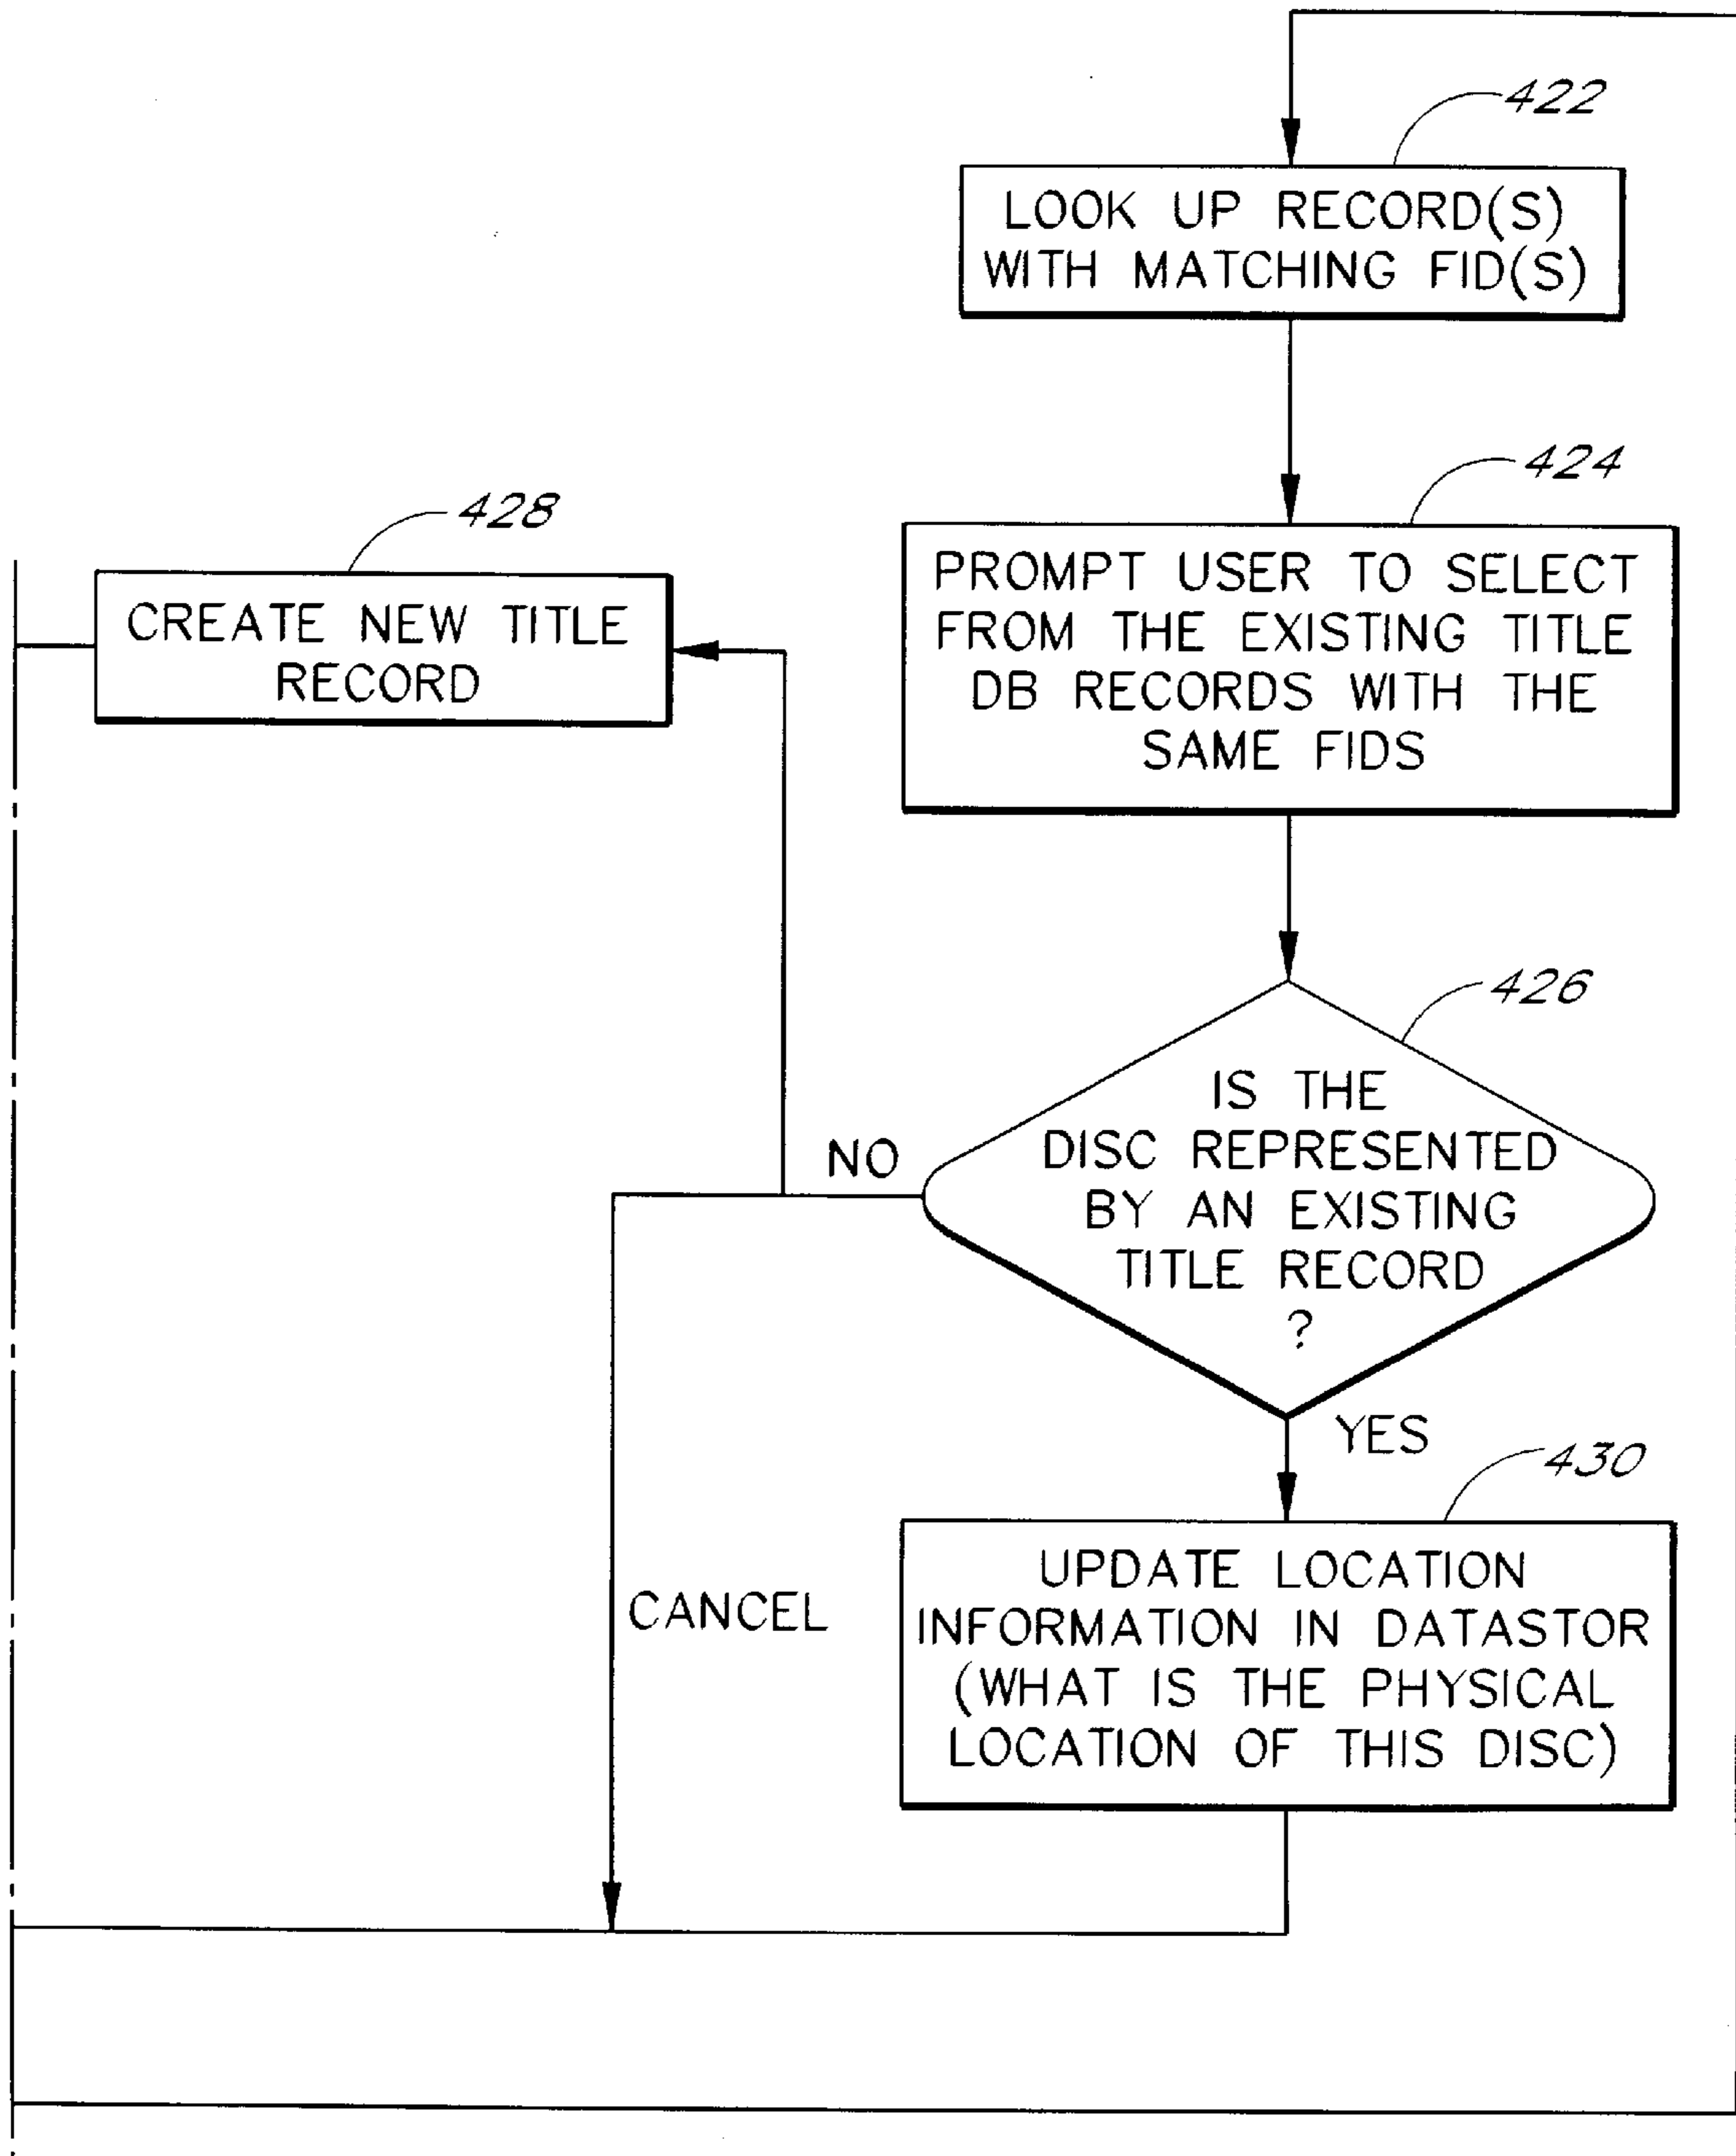 422
LOOK UP RECORD(S)
WITH MATCHING FID(S)
424
PROMPT USER TO SELECT
FROM THE EXISTING TITLE
DB RECORDS WITH THE
SAME FIDS
428
CREATE NEW TITLE
RECORD
426
IS THE
DISC REPRESENTED
BY AN EXISTING
TITLE RECORD
?
NO
YES
CANCEL
430
UPDATE LOCATION
INFORMATION IN DATASTOR
(WHAT IS THE PHYSICAL
LOCATION OF THIS DISC)